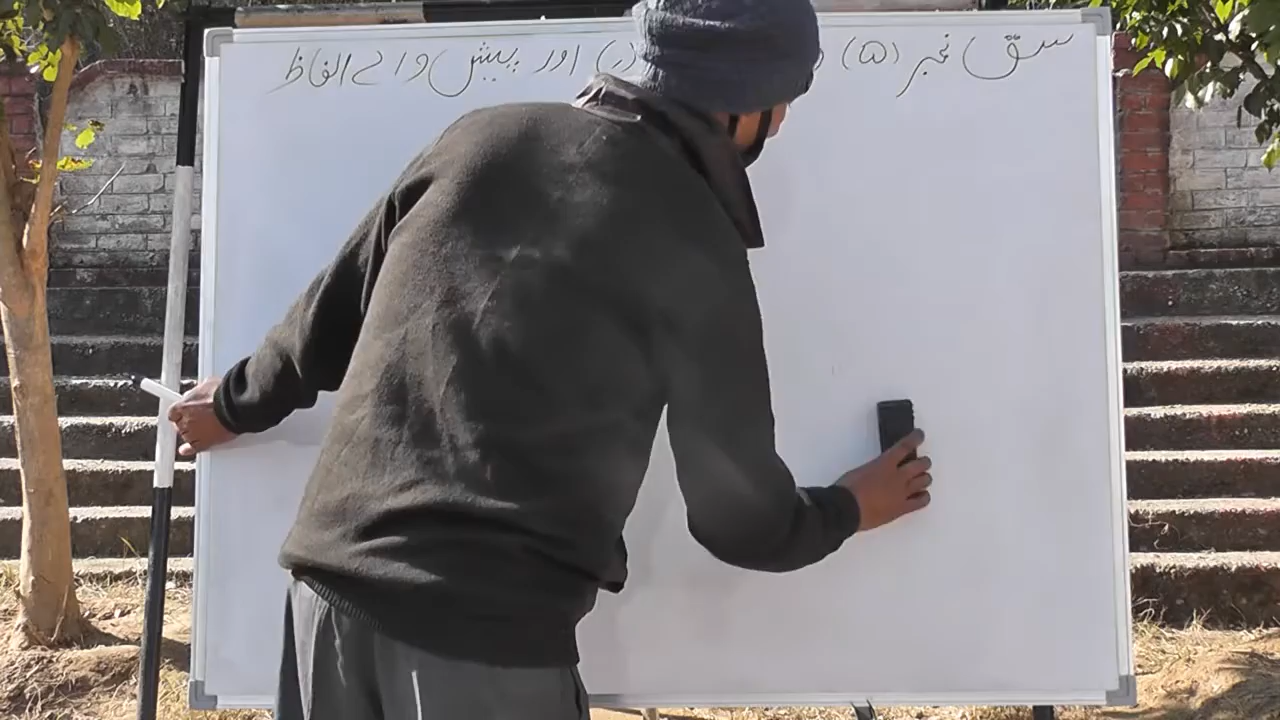 سبق نمبر (۵) (ر) اور پیش والے الفاظ